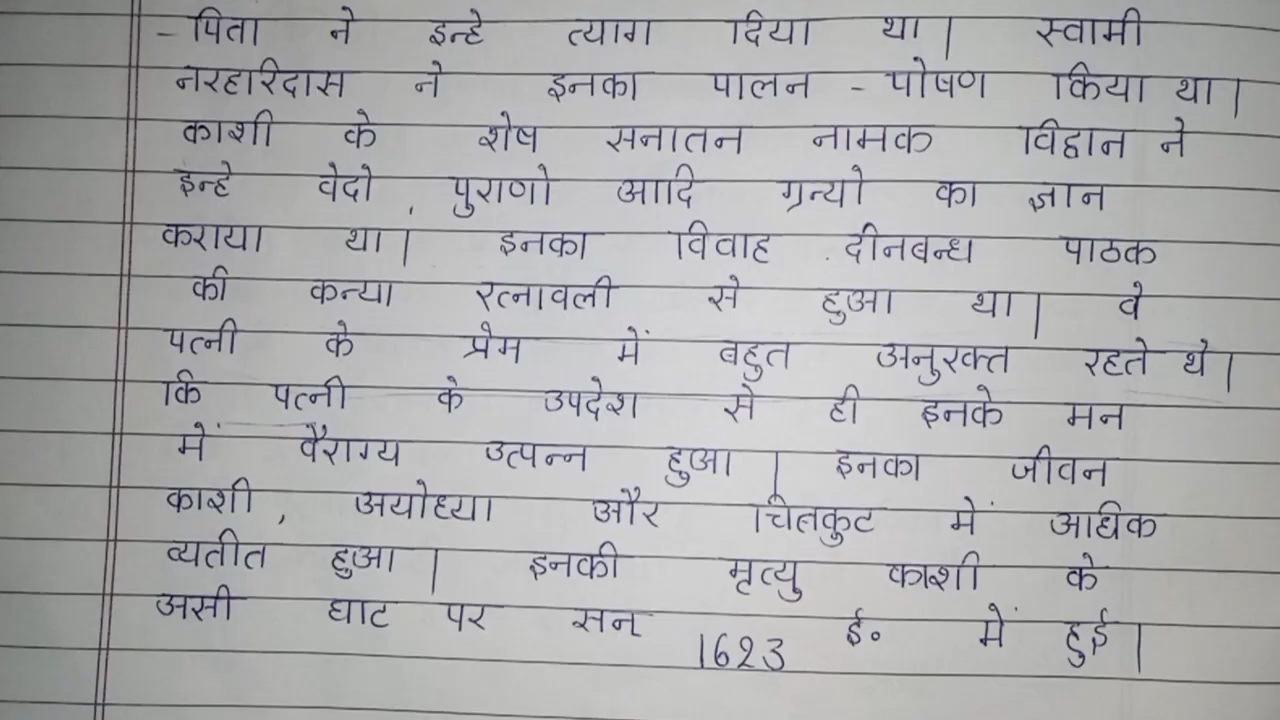 - पिता ने इन्हे त्याग दिया था। स्वामी
नरहरिदास ने इनका पालन - पोषण किया था।
काशी के शेष सनातन नामक विद्वान ने
इन्हे वेदो, पुराणो आदि ग्रन्थो का ज्ञान
कराया था। इनका विवाह दीनबन्ध पाठक
की कन्या रत्नावली से हुआ था। वे
पत्नी के प्रेम में बहुत अनुरक्त रहते थे।
कि पत्नी के उपदेश से ही इनके मन
में वैराग्य उत्पन्न हुआ। इनका जीवन
काशी, अयोध्या और चित्रकुट में अधिक
व्यतीत हुआ। इनकी मृत्यु काशी के
असी घाट पर सन् 1623 ई० में हुई।